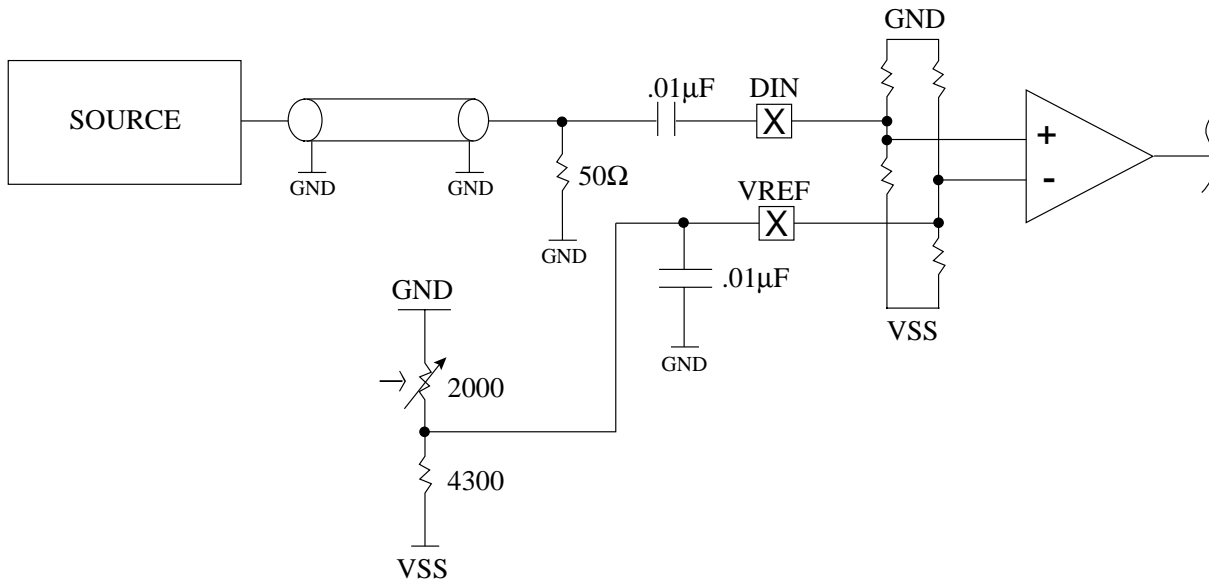 GND
.01µF
DIN
SOURCE
X
+
GND
GND
50Ω
VREF
-
X
GND
.01µF
GND
VSS
GND
2000
4300
VSS